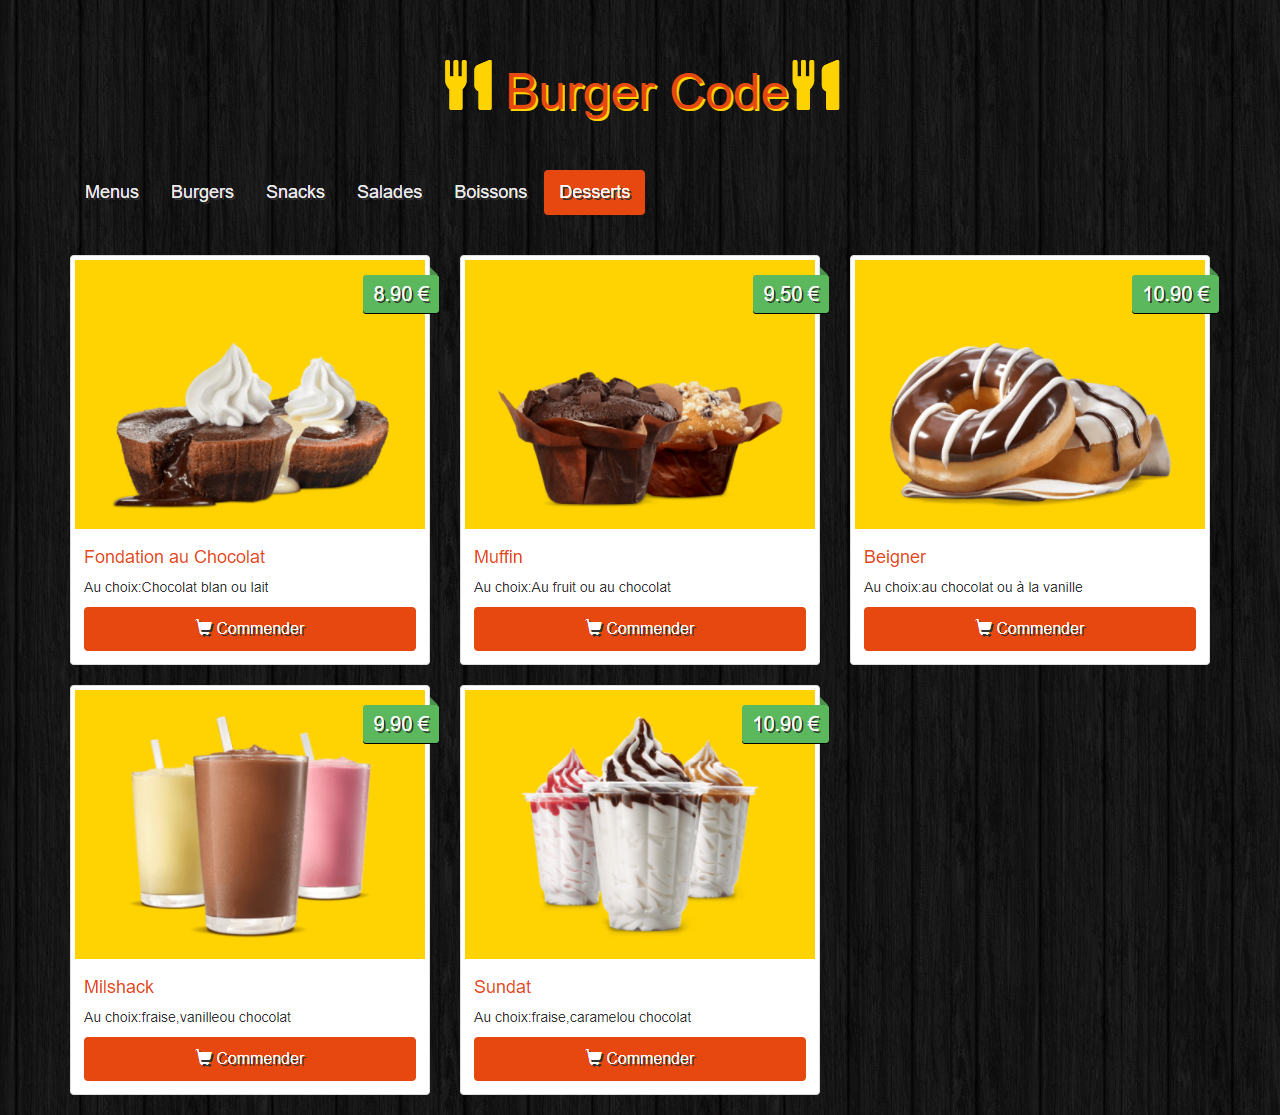 Burger Code
Menus Burgers Snacks Salades Boissons Desserts
8.90 €
Fondation au Chocolat
Au choix:Chocolat blan ou lait
Commender
9.50 €
Muffin
Au choix:Au fruit ou au chocolat
Commender
10.90 €
Beigner
Au choix:au chocolat ou à la vanille
Commender
9.90 €
Milshack
Au choix:fraise,vanilleou chocolat
Commender
10.90 €
Sundat
Au choix:fraise,caramelou chocolat
Commender